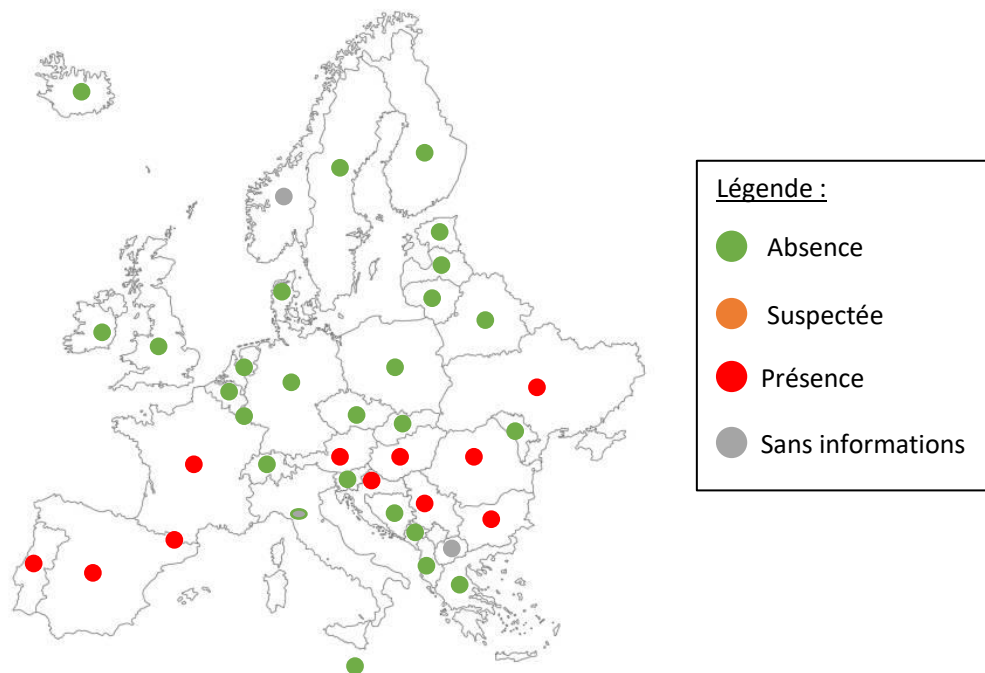 Légende :
Absence
Suspectée
Présence
Sans informations